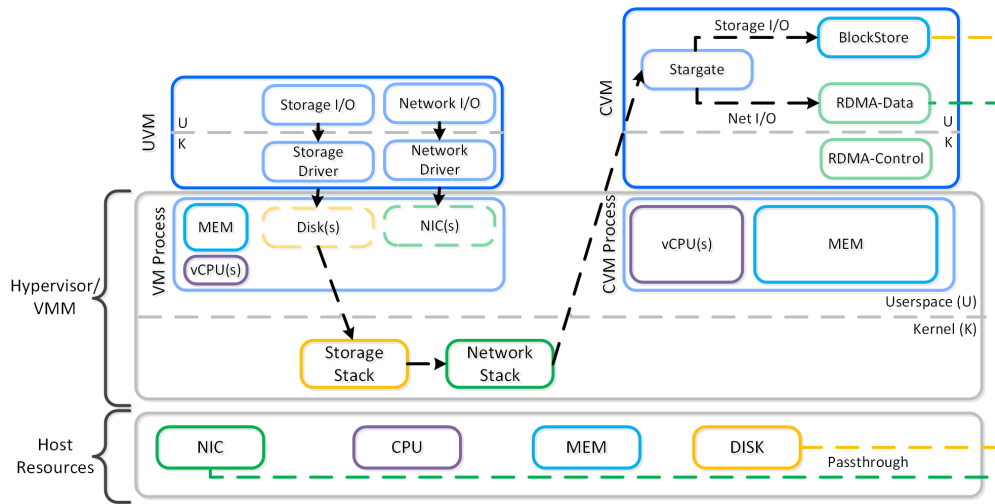 Storage I/O
BlockStore
Stargate
CVM
Net I/O
RDMA-Data
U
K
RDMA-Control
UVM
U
K
Storage I/O
Network I/O
Storage
Driver
Network
Driver
Hypervisor/
VMM
VM Process
MEM
vCPU(s)
Disk(s)
NIC(s)
CVM Process
vCPU(s)
MEM
Userspace (U)
Kernel (K)
Storage
Stack
Network
Stack
Host
Resources
NIC
CPU
MEM
DISK
Passthrough